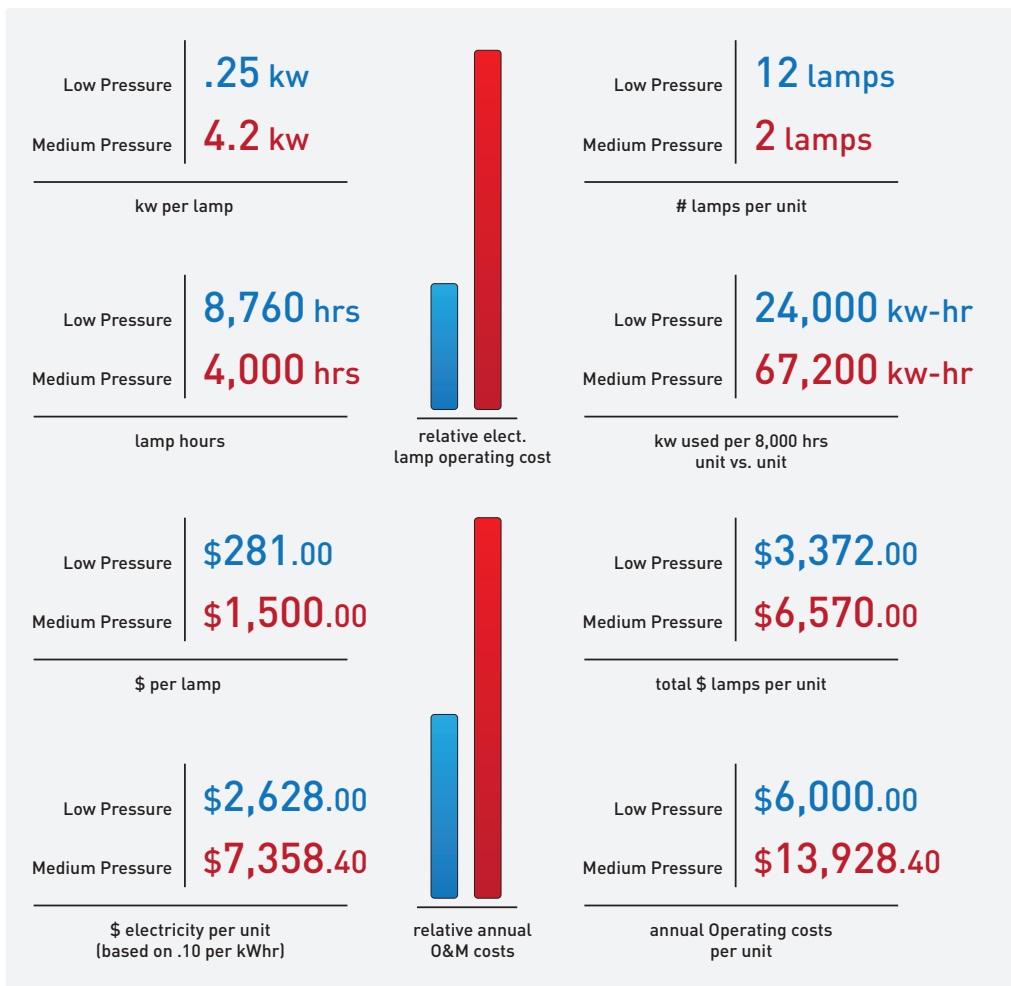 Low Pressure .25 kw
Medium Pressure 4.2 kw
kw per lamp
Low Pressure 12 lamps
Medium Pressure 2 lamps
# lamps per unit
Low Pressure 8,760 hrs
Medium Pressure 4,000 hrs
lamp hours
relative elect.
lamp operating cost
Low Pressure 24,000 kw-hr
Medium Pressure 67,200 kw-hr
kw used per 8,000 hrs
unit vs. unit
Low Pressure $281.00
Medium Pressure $1,500.00
$ per lamp
Low Pressure $3,372.00
Medium Pressure $6,570.00
total $ lamps per unit
Low Pressure $2,628.00
Medium Pressure $7,358.40
$ electricity per unit
(based on .10 per kWhr)
relative annual
O&M costs
Low Pressure $6,000.00
Medium Pressure $13,928.40
annual Operating costs
per unit